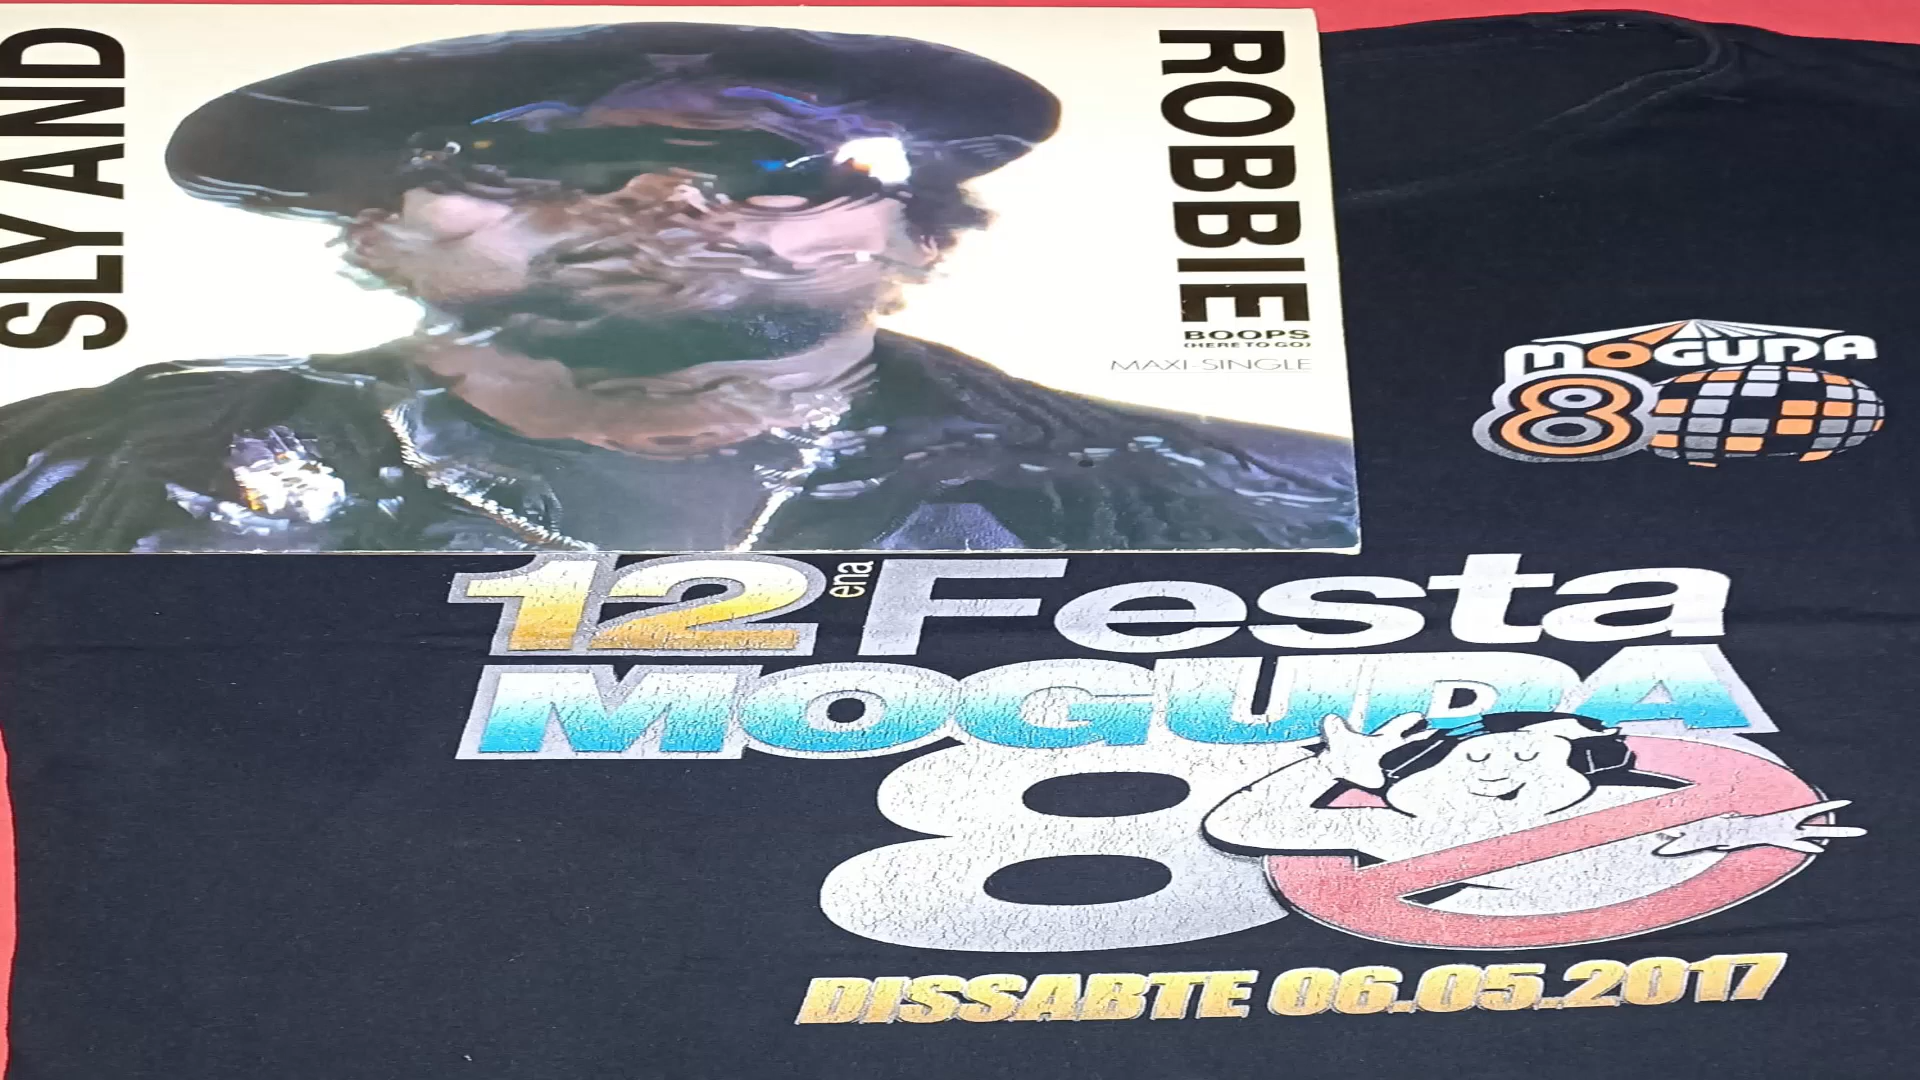 SLY AND
ROBBIE
BOOPS
(HERE TO GO)
MAXI-SINGLE
MOGUDA
80
12ena Festa
MOGUDA
80
DISSABTE 06.05.2017